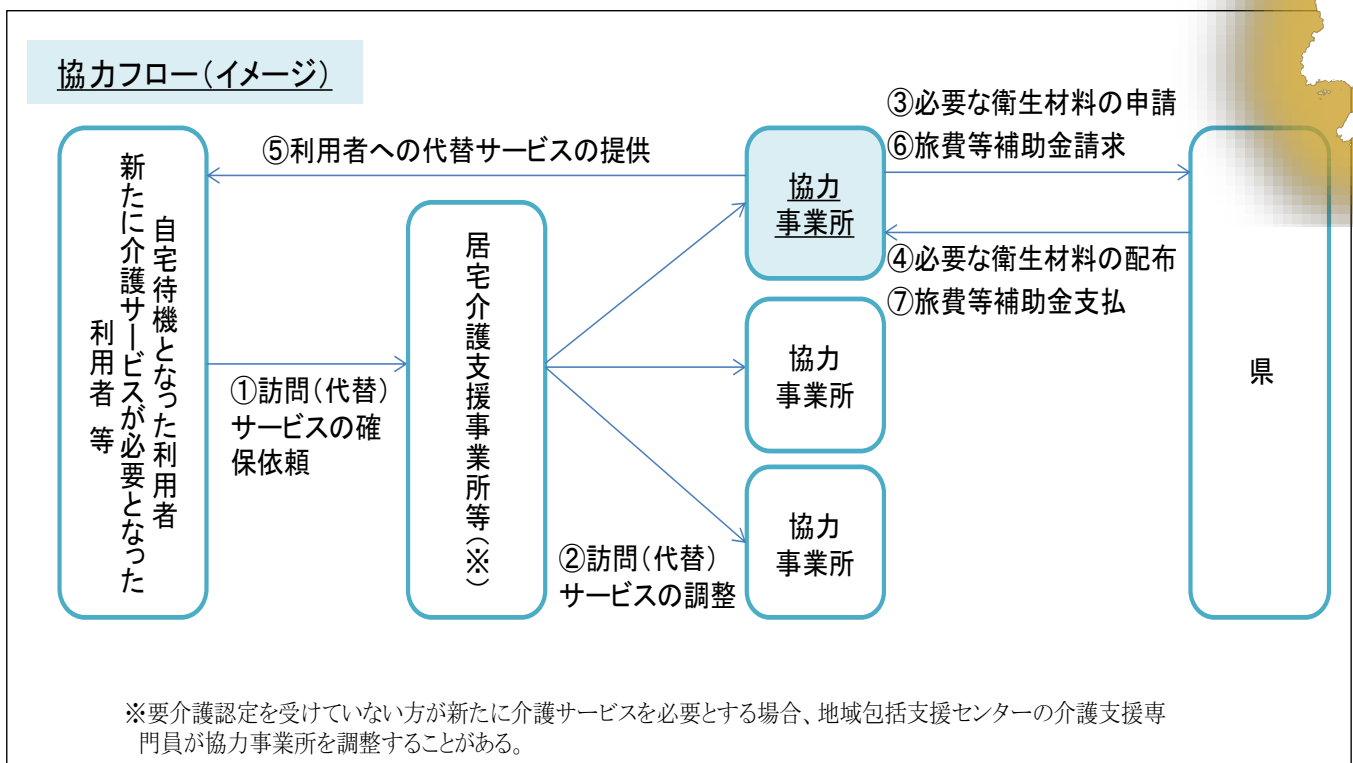 協力フロー(イメージ)
自宅待機となった利用者
新たに介護サービスが必要となった
利用者 等
⑤利用者への代替サービスの提供
①訪問(代替)
サービスの確
保依頼
居宅介護支援事業所等(※)
②訪問(代替)
サービスの調整
協力
事業所
協力
事業所
協力
事業所
③必要な衛生材料の申請
⑥旅費等補助金請求
④必要な衛生材料の配布
⑦旅費等補助金支払
県
※要介護認定を受けていない方が新たに介護サービスを必要とする場合、地域包括支援センターの介護支援専
門員が協力事業所を調整することがある。